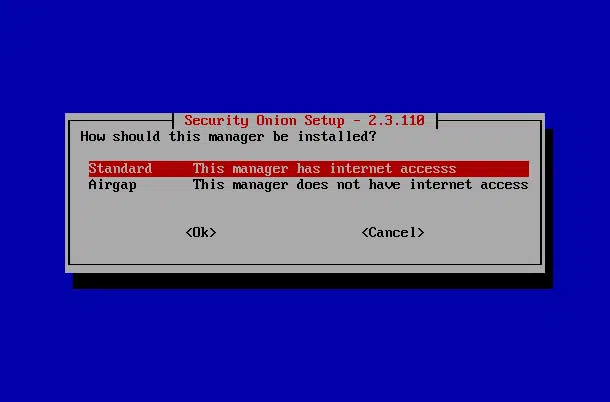 Security Onion Setup - 2.3.110
How should this manager be installed?
Standard This manager has internet accesss
Airgap This manager does not have internet access
<Ok> <Cancel>